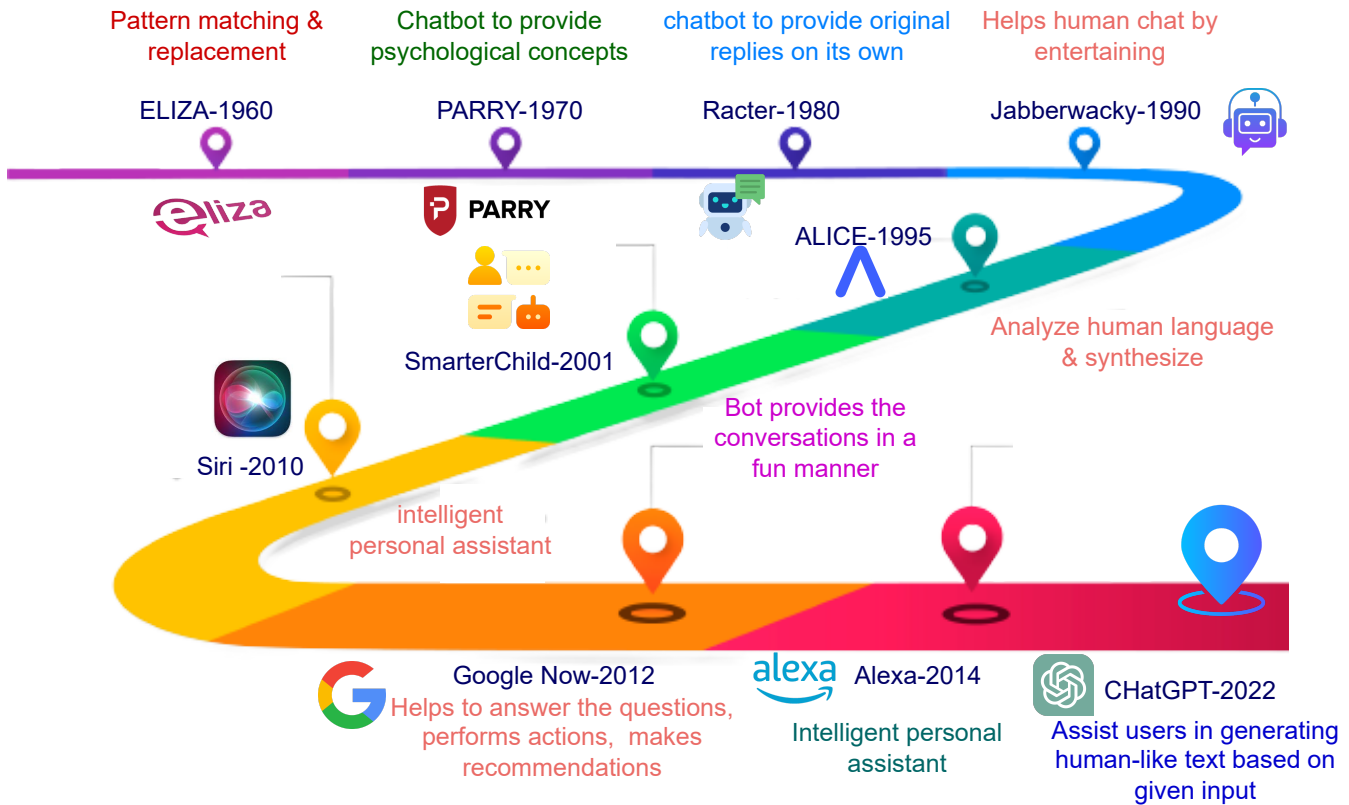 Pattern matching &
replacement
Chatbot to provide
psychological concepts
chatbot to provide original
replies on its own
Helps human chat by
entertaining
ELIZA-1960
PARRY-1970
Racter-1980
Jabberwacky-1990
eliza
P PARRY
ALICE-1995
Analyze human language
& synthesize
SmarterChild-2001
Bot provides the
conversations in a
fun manner
Siri -2010
intelligent
personal assistant
G
Google Now-2012
Helps to answer the questions,
performs actions,  makes
recommendations
alexa
Alexa-2014
Intelligent personal
assistant
CHatGPT-2022
Assist users in generating
human-like text based on
given input